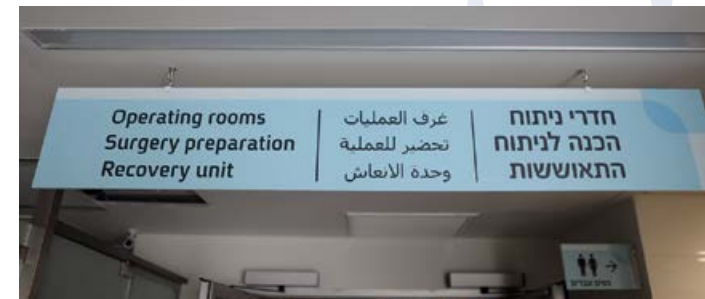 Operating rooms
Surgery preparation
Recovery unit
غرف العمليات
تحضير للعملية
وحدة الانعاش
חדרי ניתוח
הכנה לניתוח
התאוששות